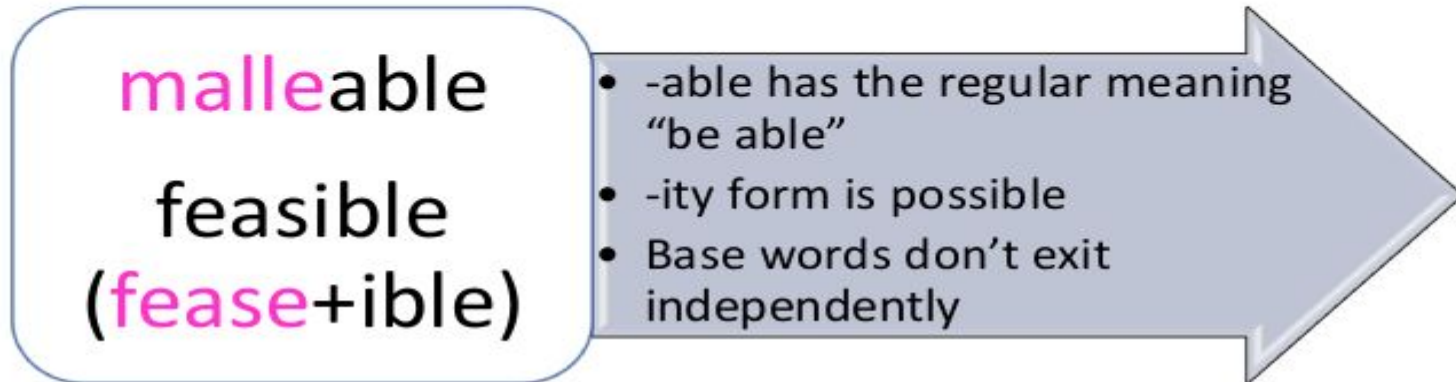 malleable
feasible
(fease+ible)
• -able has the regular meaning
“be able”
• -ity form is possible
• Base words don’t exit
independently